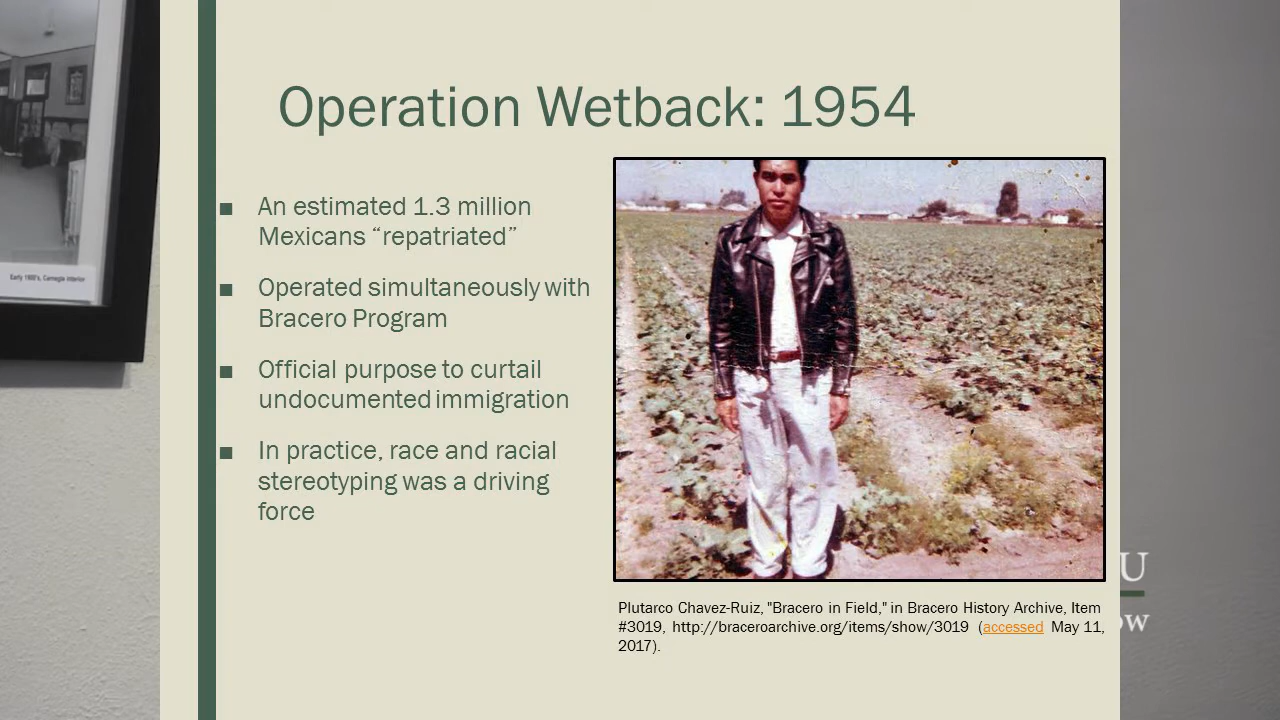 Early 1900's, Carnegie Interior
Operation Wetback: 1954
■ An estimated 1.3 million
Mexicans “repatriated”
■ Operated simultaneously with
Bracero Program
■ Official purpose to curtail
undocumented immigration
■ In practice, race and racial
stereotyping was a driving
force
Plutarco Chavez-Ruiz, "Bracero in Field," in Bracero History Archive, Item
#3019, http://braceroarchive.org/items/show/3019 (accessed May 11,
2017).
U
ow